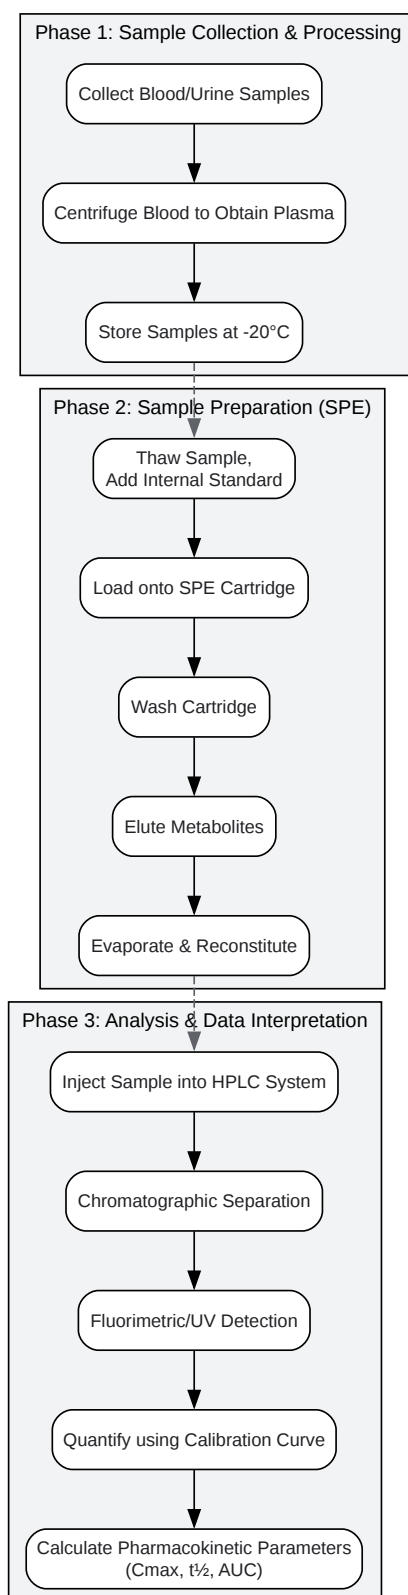 Phase 1: Sample Collection & Processing
Collect Blood/Urine Samples
Centrifuge Blood to Obtain Plasma
Store Samples at -20°C
Phase 2: Sample Preparation (SPE)
Thaw Sample,
Add Internal Standard
Load onto SPE Cartridge
Wash Cartridge
Elute Metabolites
Evaporate & Reconstitute
Phase 3: Analysis & Data Interpretation
Inject Sample into HPLC System
Chromatographic Separation
Fluorimetric/UV Detection
Quantify using Calibration Curve
Calculate Pharmacokinetic Parameters
(Cmax, t½, AUC)